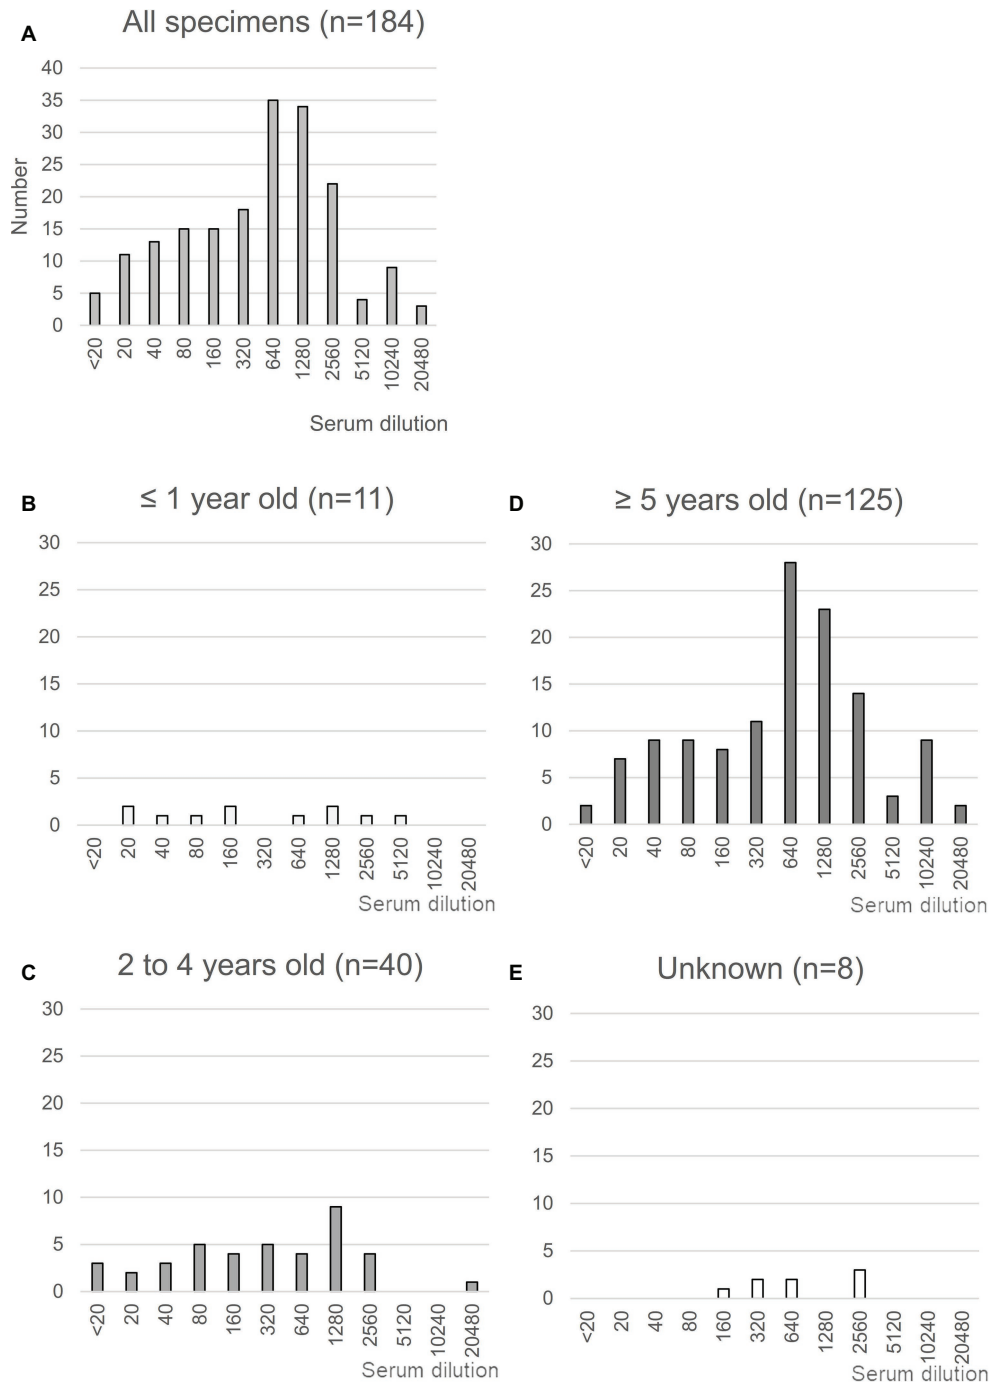 A
All specimens (n=184)
Number
40
35
30
25
20
15
10
5
0
<20 20 40 80 160 320 640 1280 2560 5120 10240 20480
Serum dilution
B
≤ 1 year old (n=11)
30
25
20
15
10
5
0
<20 20 40 80 160 320 640 1280 2560 5120 10240 20480
Serum dilution
D
≥ 5 years old (n=125)
30
25
20
15
10
5
0
<20 20 40 80 160 320 640 1280 2560 5120 10240 20480
Serum dilution
C
2 to 4 years old (n=40)
30
25
20
15
10
5
0
<20 20 40 80 160 320 640 1280 2560 5120 10240 20480
Serum dilution
E
Unknown (n=8)
30
25
20
15
10
5
0
<20 20 40 80 160 320 640 1280 2560 5120 10240 20480
Serum dilution